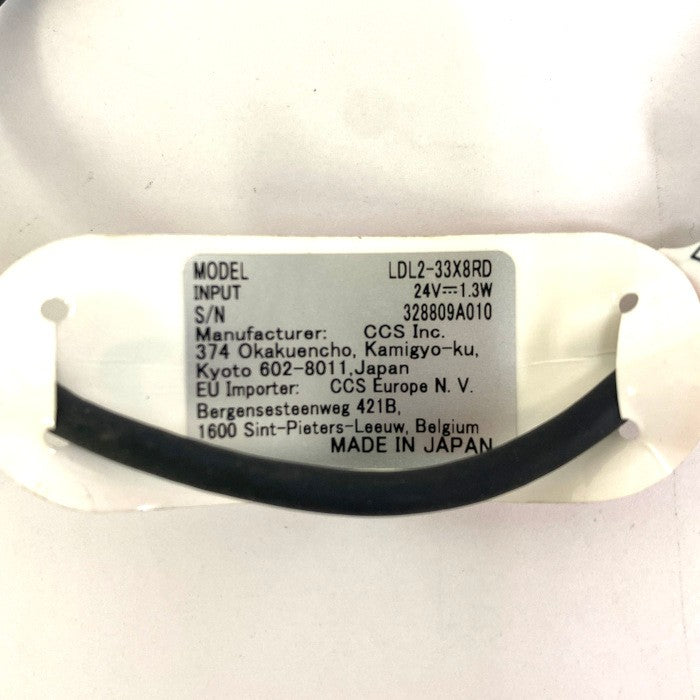 MODEL LDL2-33X8RD
INPUT 24V⎓1.3W
S/N 328809A010
Manufacturer: CCS Inc.
374 Okakuencho, Kamigyo-ku,
Kyoto 602-8011,Japan
EU Importer: CCS Europe N. V.
Bergensesteenweg 421B,
1600 Sint-Pieters-Leeuw, Belgium
MADE IN JAPAN